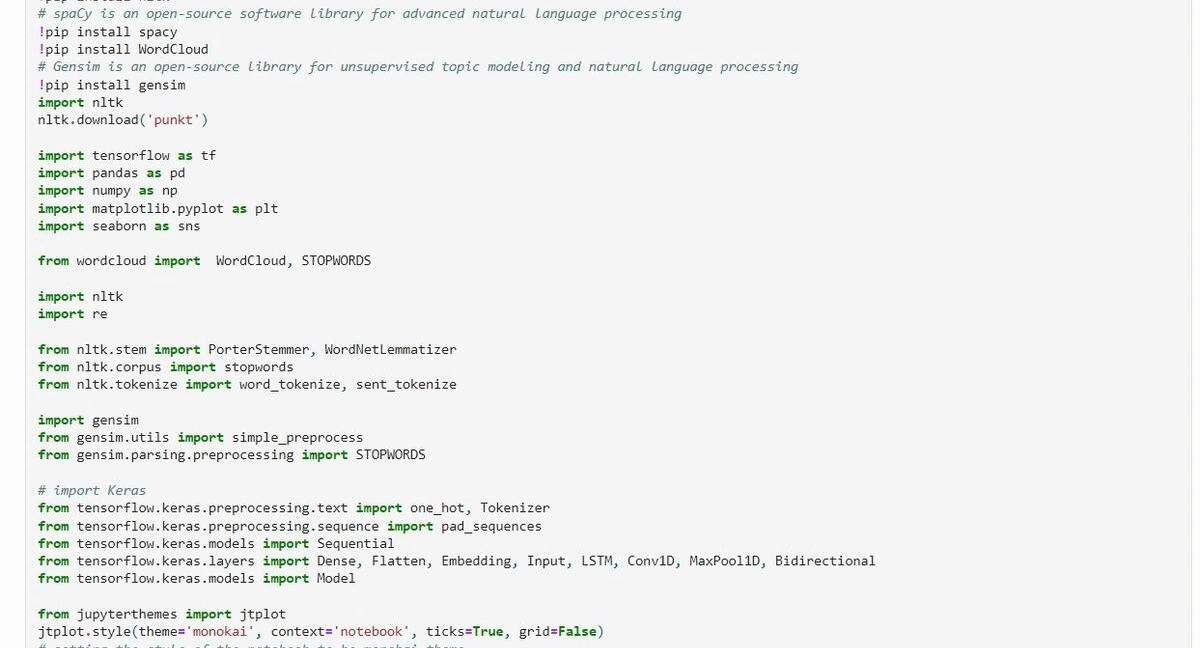 # spaCy is an open-source software library for advanced natural language processing
!pip install spacy
!pip install WordCloud
# Gensim is an open-source library for unsupervised topic modeling and natural language processing
!pip install gensim
import nltk
nltk.download('punkt')
import tensorflow as tf
import pandas as pd
import numpy as np
import matplotlib.pyplot as plt
import seaborn as sns
from wordcloud import  WordCloud, STOPWORDS
import nltk
import re
from nltk.stem import PorterStemmer, WordNetLemmatizer
from nltk.corpus import stopwords
from nltk.tokenize import word_tokenize, sent_tokenize
import gensim
from gensim.utils import simple_preprocess
from gensim.parsing.preprocessing import STOPWORDS
# import Keras
from tensorflow.keras.preprocessing.text import one_hot, Tokenizer
from tensorflow.keras.preprocessing.sequence import pad_sequences
from tensorflow.keras.models import Sequential
from tensorflow.keras.layers import Dense, Flatten, Embedding, Input, LSTM, Conv1D, MaxPool1D, Bidirectional
from tensorflow.keras.models import Model
from jupyterthemes import jtplot
jtplot.style(theme='monokai', context='notebook', ticks=True, grid=False)